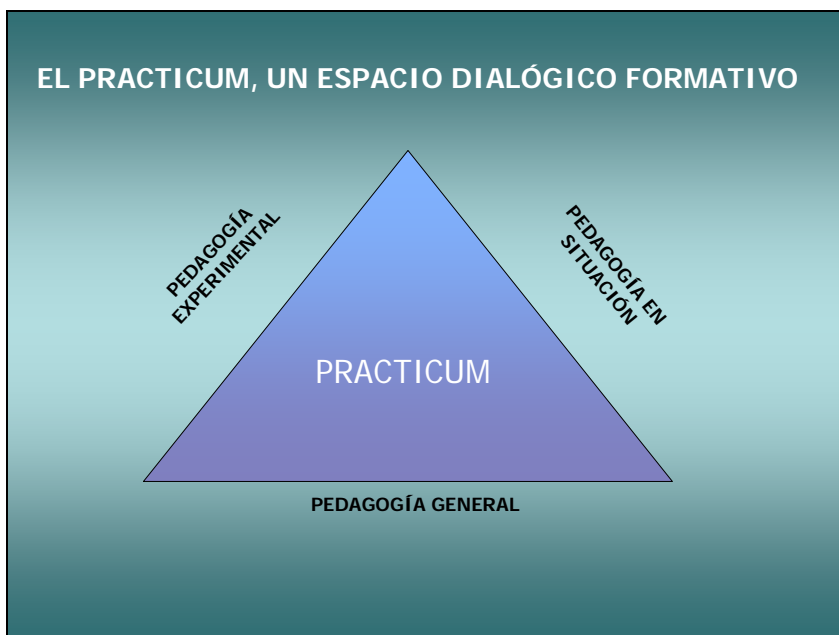 EL PRACTICUM, UN ESPACIO DIALÓGICO FORMATIVO
PEDAGOGÍA
EXPERIMENTAL
PEDAGOGÍA EN
SITUACIÓN
PRACTICUM
PEDAGOGÍA GENERAL